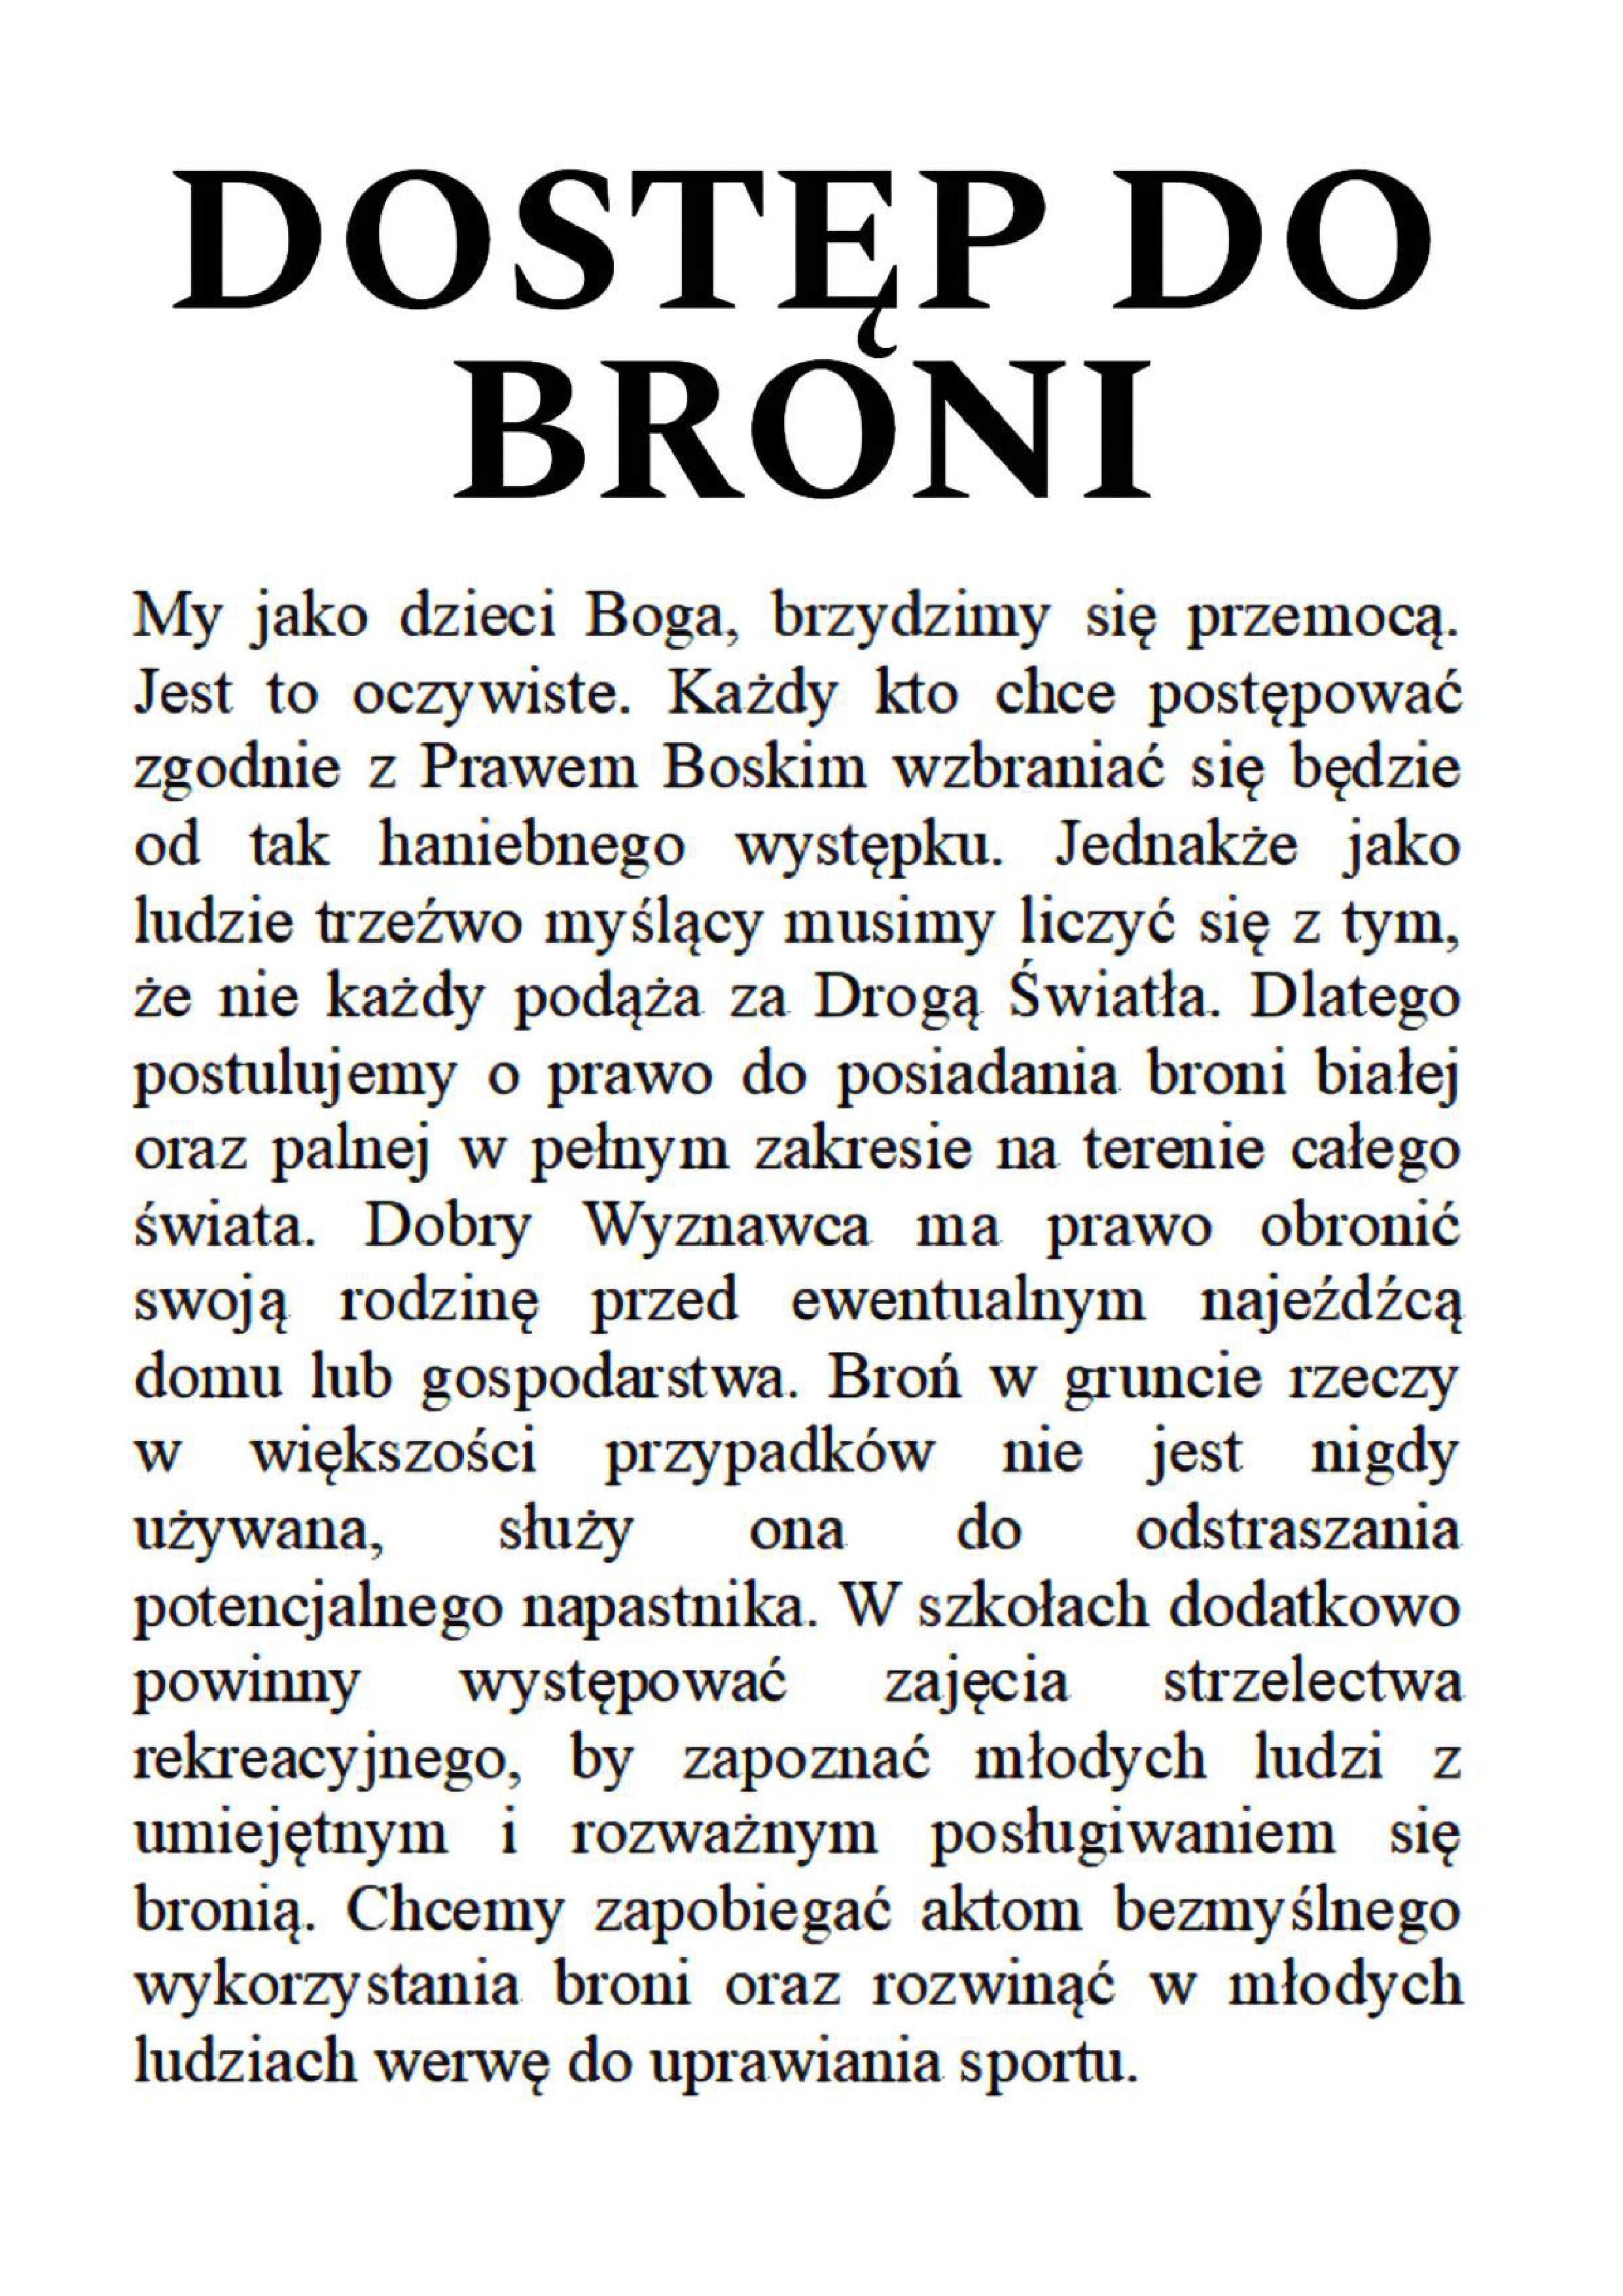 DOSTĘP DO
BRONI
My jako dzieci Boga, brzydzimy się przemocą.
Jest to oczywiste. Każdy kto chce postępować
zgodnie z Prawem Boskim wzbraniać się będzie
od tak haniebnego występku. Jednakże jako
ludzie trzeźwo myślący musimy liczyć się z tym,
że nie każdy podąża za Drogą Światła. Dlatego
postulujemy o prawo do posiadania broni białej
oraz palnej w pełnym zakresie na terenie całego
świata. Dobry Wyznawca ma prawo obronić
swoją rodzinę przed ewentualnym najeźdźcą
domu lub gospodarstwa. Broń w gruncie rzeczy
w większości przypadków nie jest nigdy
używana, służy ona do odstraszania
potencjalnego napastnika. W szkołach dodatkowo
powinny występować zajęcia strzelectwa
rekreacyjnego, by zapoznać młodych ludzi z
umiejętnym i rozważnym posługiwaniem się
bronią. Chcemy zapobiegać aktom bezmyślnego
wykorzystania broni oraz rozwinąć w młodych
ludziach werwę do uprawiania sportu.